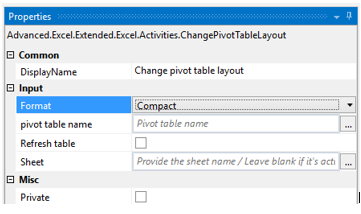 Properties
Advanced.Excel.Extended.Excel.Activities.ChangePivotTableLayout
Common
DisplayName Change pivot table layout
Input
Format Compact
pivot table name Pivot table name ...
Refresh table
Sheet Provide the sheet name / Leave blank if it's acti ...
Misc
Private